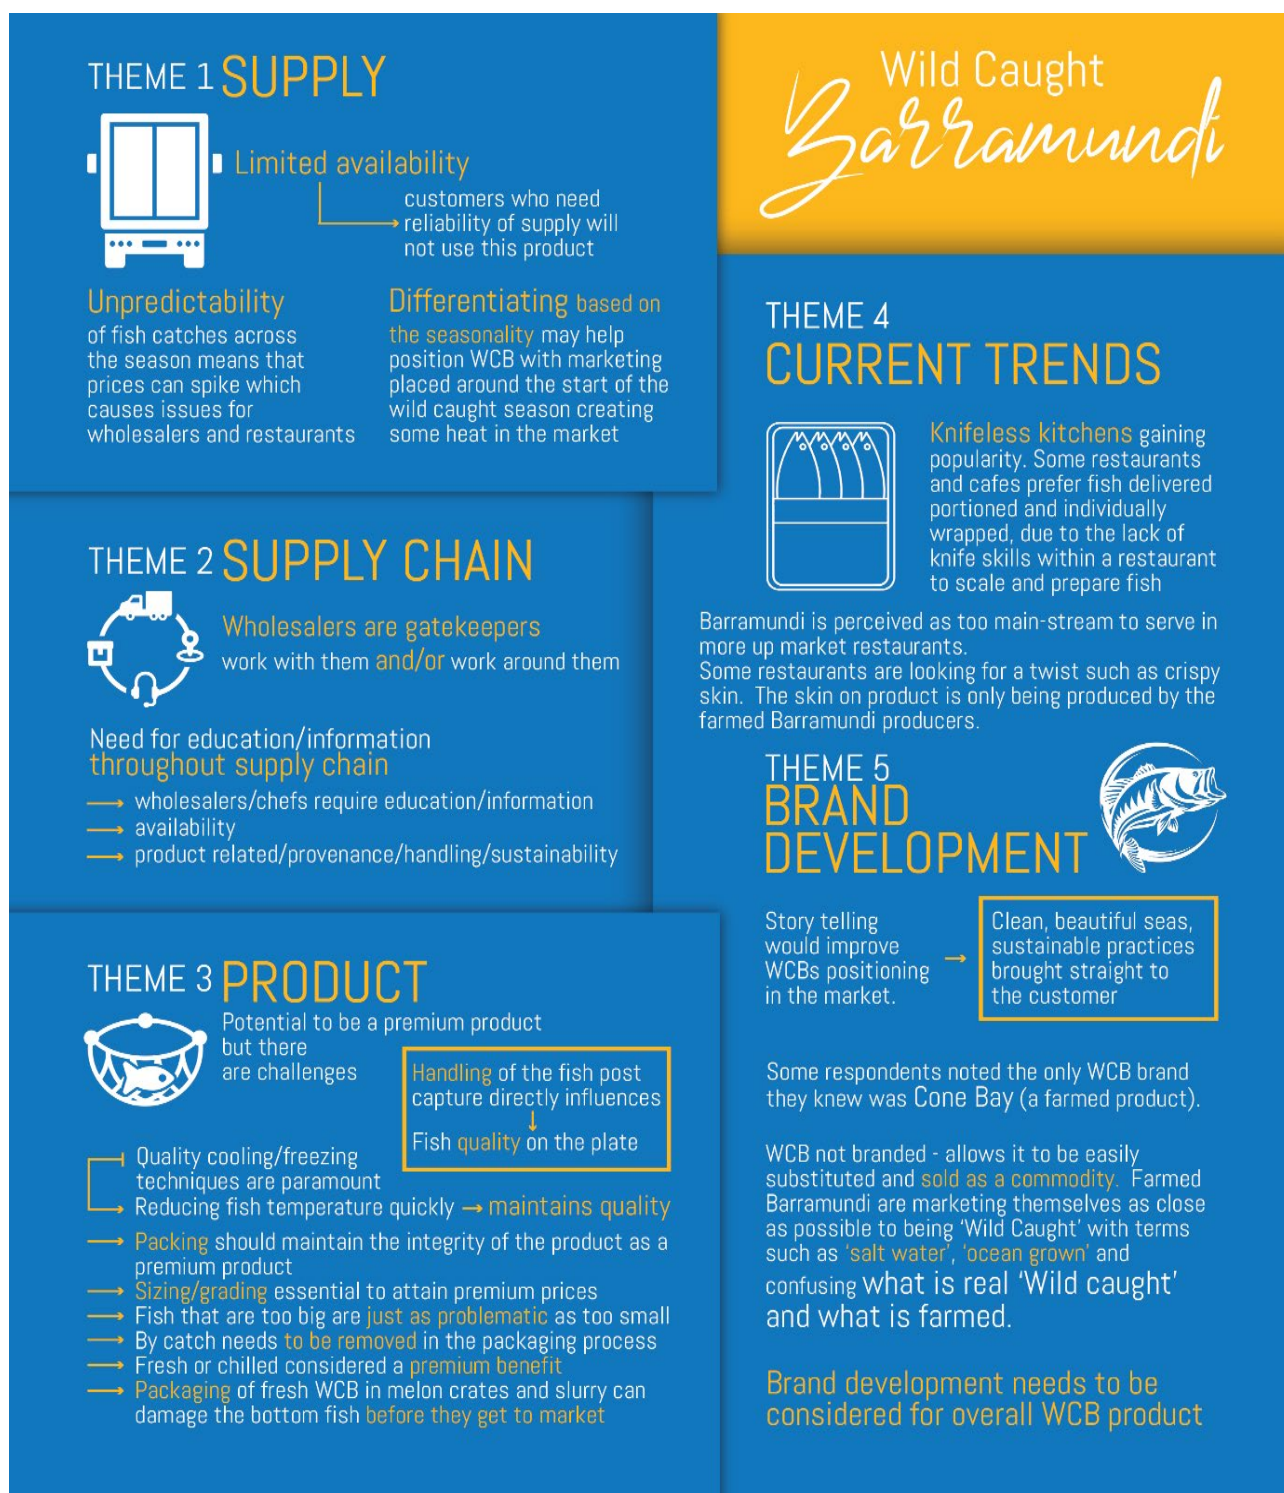 Wild Caught
Barramundi
THEME 1 SUPPLY
Limited availability
customers who need
reliability of supply will
not use this product
Unpredictability
of fish catches across
the season means that
prices can spike which
causes issues for
wholesalers and restaurants
Differentiating based on
the seasonality may help
position WCB with marketing
placed around the start of the
wild caught season creating
some heat in the market
THEME 2 SUPPLY CHAIN
Wholesalers are gatekeepers
work with them and/or work around them
Need for education/information
throughout supply chain
wholesalers/chefs require education/information
availability
product related/provenance/handling/sustainability
THEME 3 PRODUCT
Potential to be a premium product
but there
are challenges
Handling of the fish post
capture directly influences
Fish quality on the plate
Quality cooling/freezing
techniques are paramount
Reducing fish temperature quickly → maintains quality
Packing should maintain the integrity of the product as a
premium product
Sizing/grading essential to attain premium prices
Fish that are too big are just as problematic as too small
By catch needs to be removed in the packaging process
Fresh or chilled considered a premium benefit
Packaging of fresh WCB in melon crates and slurry can
damage the bottom fish before they get to market
THEME 4
CURRENT TRENDS
Knifeless kitchens gaining
popularity. Some restaurants
and cafes prefer fish delivered
portioned and individually
wrapped, due to the lack of
knife skills within a restaurant
to scale and prepare fish
Barramundi is perceived as too main-stream to serve in
more up market restaurants.
Some restaurants are looking for a twist such as crispy
skin. The skin on product is only being produced by the
farmed Barramundi producers.
THEME 5
BRAND
DEVELOPMENT
Story telling
would improve
WCBs positioning
in the market.
Clean, beautiful seas,
sustainable practices
brought straight to
the customer
Some respondents noted the only WCB brand
they knew was Cone Bay (a farmed product).
WCB not branded - allows it to be easily
substituted and sold as a commodity. Farmed
Barramundi are marketing themselves as close
as possible to being 'Wild Caught' with terms
such as 'salt water', 'ocean grown' and
confusing what is real 'Wild caught'
and what is farmed.
Brand development needs to be
considered for overall WCB product